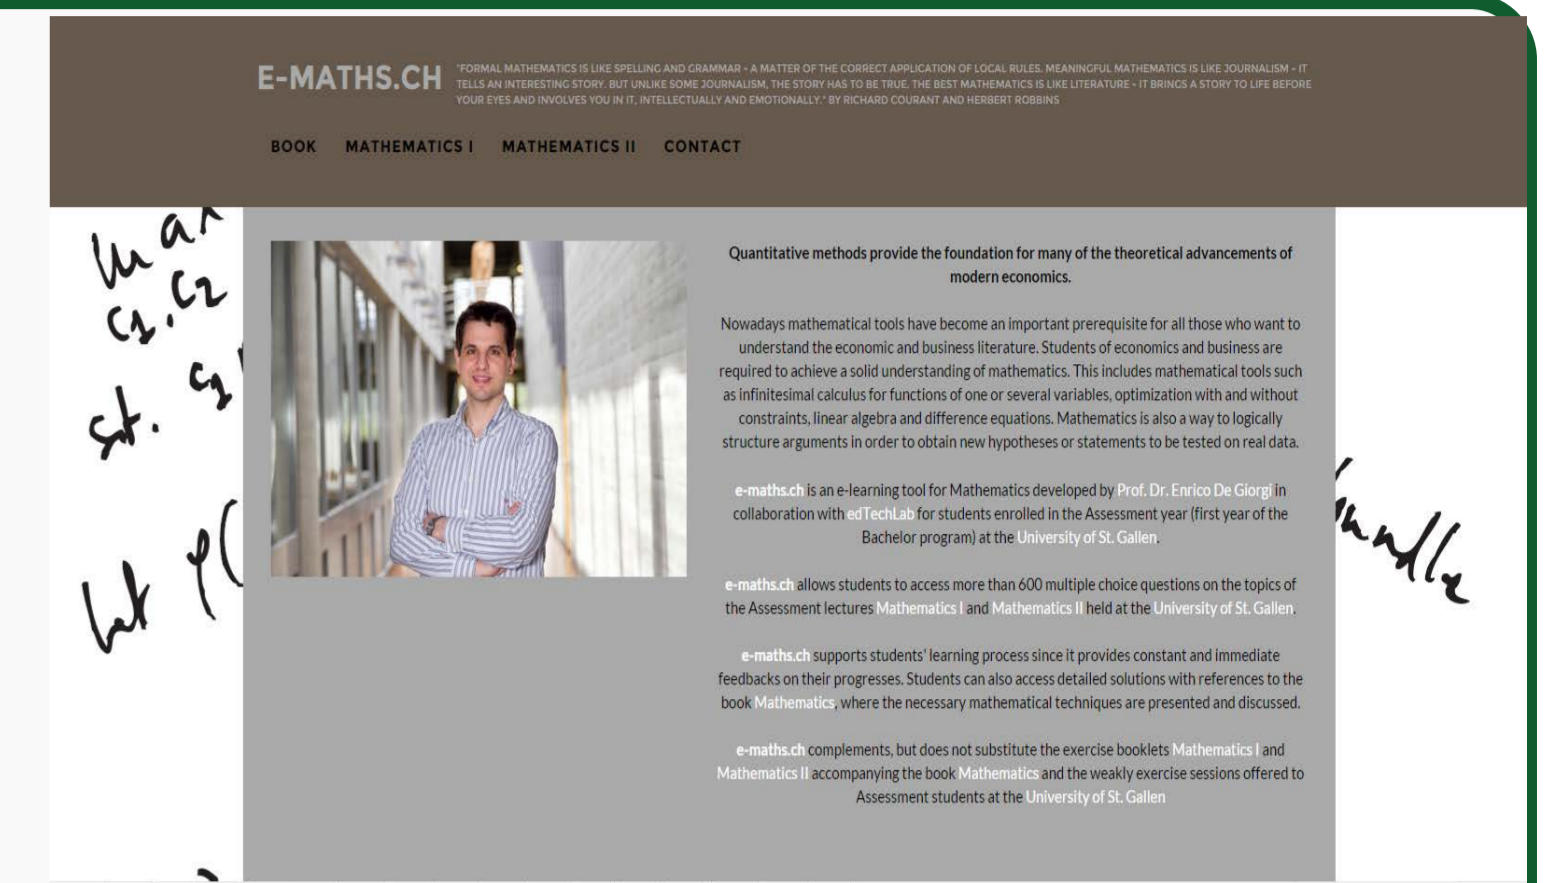 E-MATHS.CH
"FORMAL MATHEMATICS IS LIKE SPELLING AND GRAMMAR - A MATTER OF THE CORRECT APPLICATION OF LOCAL RULES. MEANINGFUL MATHEMATICS IS LIKE JOURNALISM - IT
TELLS AN INTERESTING STORY. BUT UNLIKE SOME JOURNALISM, THE STORY HAS TO BE TRUE. THE BEST MATHEMATICS IS LIKE LITERATURE - IT BRINGS A STORY TO LIFE BEFORE
YOUR EYES AND INVOLVES YOU IN IT, INTELLECTUALLY AND EMOTIONALLY." BY RICHARD COURANT AND HERBERT ROBBINS
BOOK MATHEMATICS I MATHEMATICS II CONTACT
max
c1, c2
st. c1
Quantitative methods provide the foundation for many of the theoretical advancements of
modern economics.
Nowadays mathematical tools have become an important prerequisite for all those who want to
understand the economic and business literature. Students of economics and business are
required to achieve a solid understanding of mathematics. This includes mathematical tools such
as infinitesimal calculus for functions of one or several variables, optimization with and without
constraints, linear algebra and difference equations. Mathematics is also a way to logically
structure arguments in order to obtain new hypotheses or statements to be tested on real data.
e-maths.ch is an e-learning tool for Mathematics developed by Prof. Dr. Enrico De Giorgi in
collaboration with edTechLab for students enrolled in the Assessment year (first year of the
Bachelor program) at the University of St. Gallen.
e-maths.ch allows students to access more than 600 multiple choice questions on the topics of
the Assessment lectures Mathematics I and Mathematics II held at the University of St. Gallen.
e-maths.ch supports students' learning process since it provides constant and immediate
feedbacks on their progresses. Students can also access detailed solutions with references to the
book Mathematics, where the necessary mathematical techniques are presented and discussed.
e-maths.ch complements, but does not substitute the exercise booklets Mathematics I and
Mathematics II accompanying the book Mathematics and the weakly exercise sessions offered to
Assessment students at the University of St. Gallen